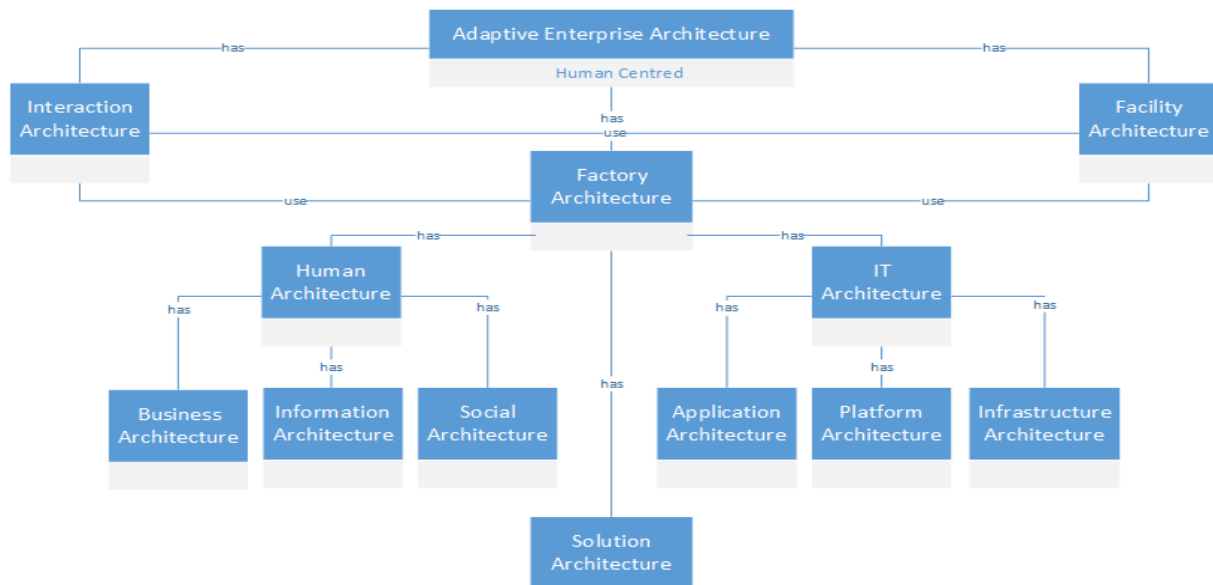 Adaptive Enterprise Architecture
has
has
Human Centred
Interaction
Architecture
Facility
Architecture
has
use
Factory
Architecture
use
use
has
has
Human
Architecture
IT
Architecture
has
has
has
has
has
has
has
Business
Architecture
Information
Architecture
Social
Architecture
Application
Architecture
Platform
Architecture
Infrastructure
Architecture
Solution
Architecture